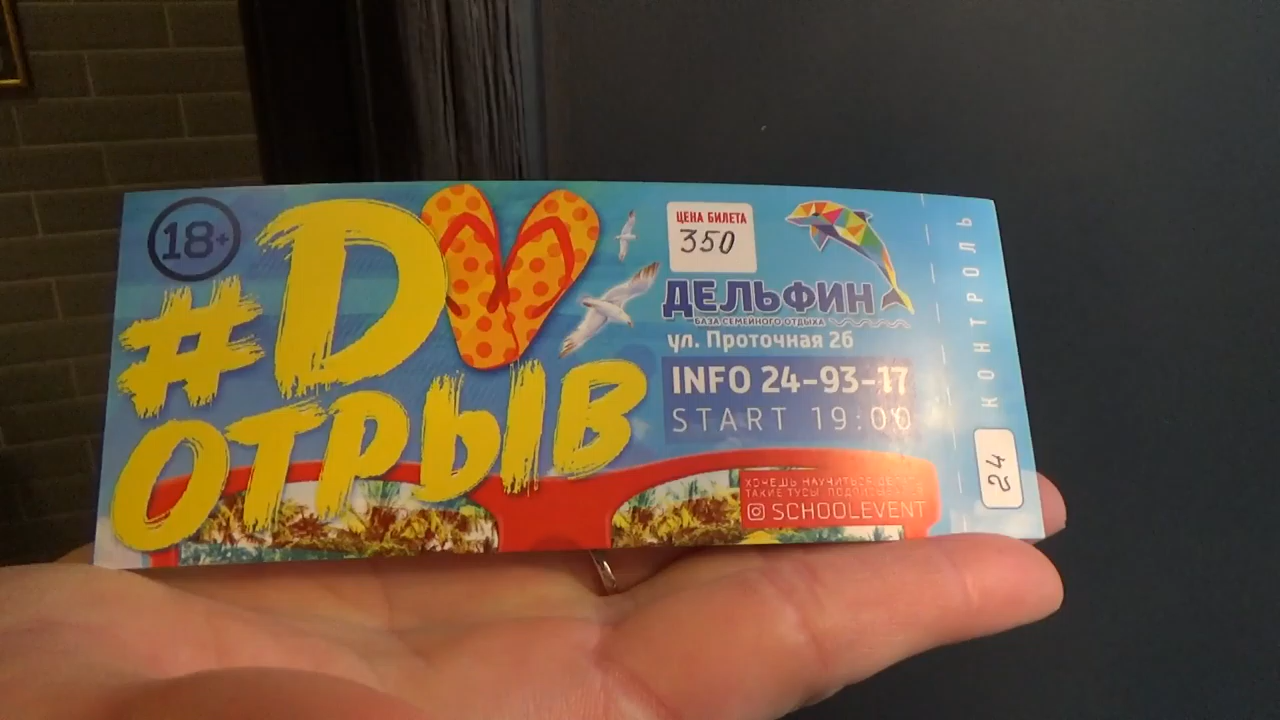 18+
#DV
ОТРЫВ
ЦЕНА БИЛЕТА
350
ДЕЛЬФИН
БАЗА СЕМЕЙНОГО ОТДЫХА
ул. Проточная 26
INFO 24-93-17
START 19:00
ХОЧЕШЬ НАУЧИТЬСЯ ДЕЛАТЬ
ТАКИЕ ТУСЫ? ПОДПИСЫВАЙСЯ
SCHOOLEVENT
КОНТРОЛЬ
24